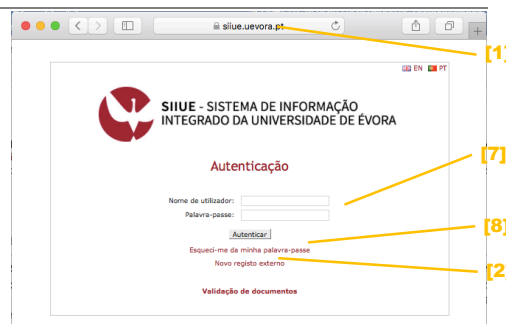 siiue.uevora.pt
[1]
EN PT
SIIUE - SISTEMA DE INFORMAÇÃO
INTEGRADO DA UNIVERSIDADE DE ÉVORA
Autenticação
[7]
Nome de utilizador:
Palavra-passe:
Autenticar
[8]
Esqueci-me da minha palavra-passe
Novo registo externo
[2
Validação de documentos